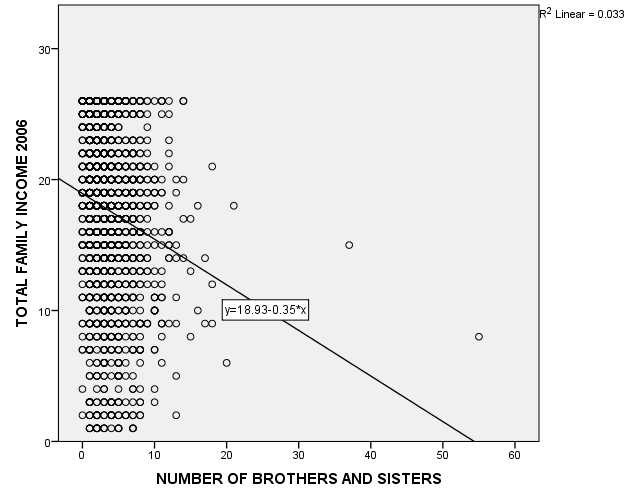 R² Linear = 0.033
30
20
10
0
TOTAL FAMILY INCOME 2006
y=18.93-0.35*x
0 10 20 30 40 50 60
NUMBER OF BROTHERS AND SISTERS